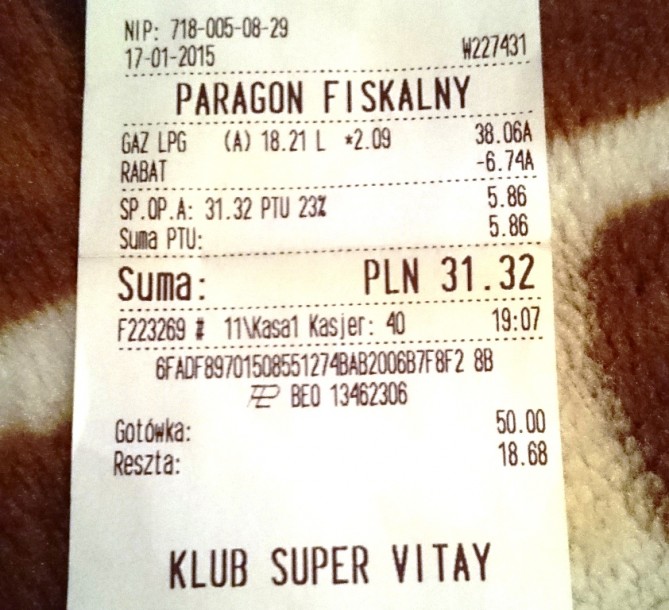 NIP: 718-005-08-29
17-01-2015 W227431
PARAGON FISKALNY
GAZ LPG (A) 18.21 L *2.09 38.06A
RABAT -6.74A
SP.OP.A: 31.32 PTU 23% 5.86
Suma PTU: 5.86
Suma: PLN 31.32
F223269 # 11\Kasa1 Kasjer: 40 19:07
6FADF89701508551274BAB2006B7F8F2 8B
BEO 13462306
Gotówka: 50.00
Reszta: 18.68
KLUB SUPER VITAY